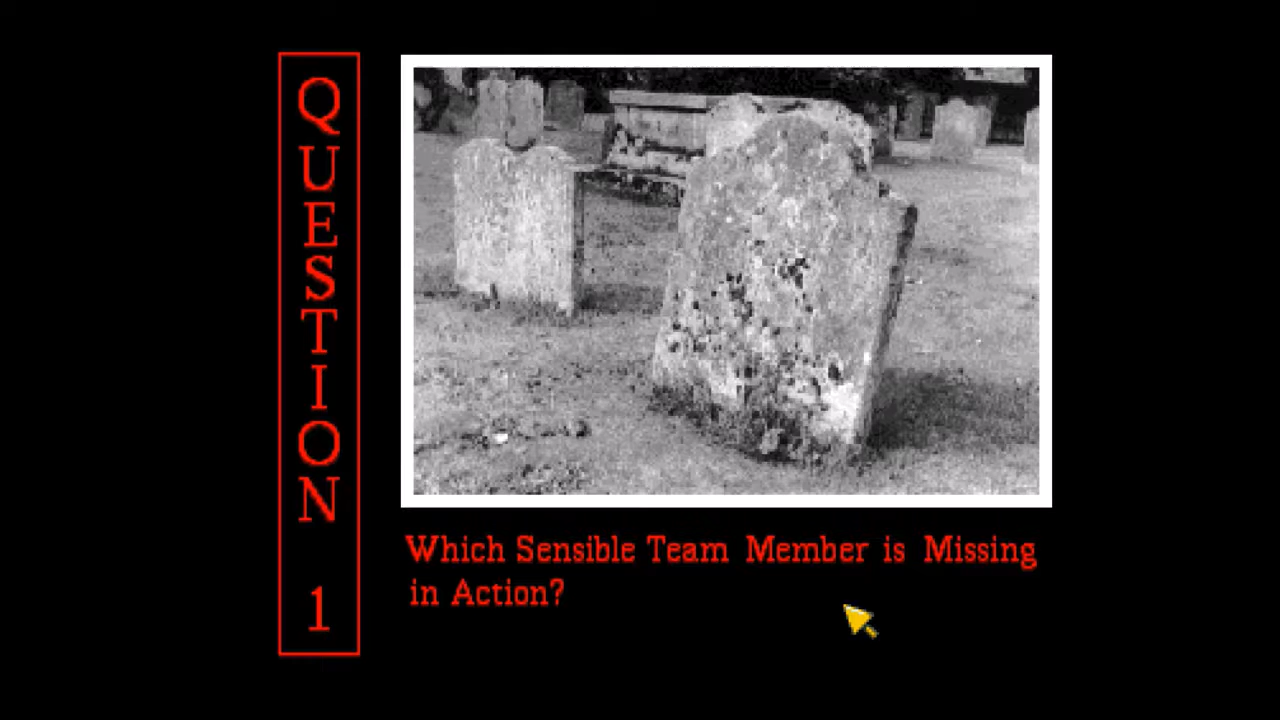 QUESTION 1
Which Sensible Team Member is Missing
in Action?